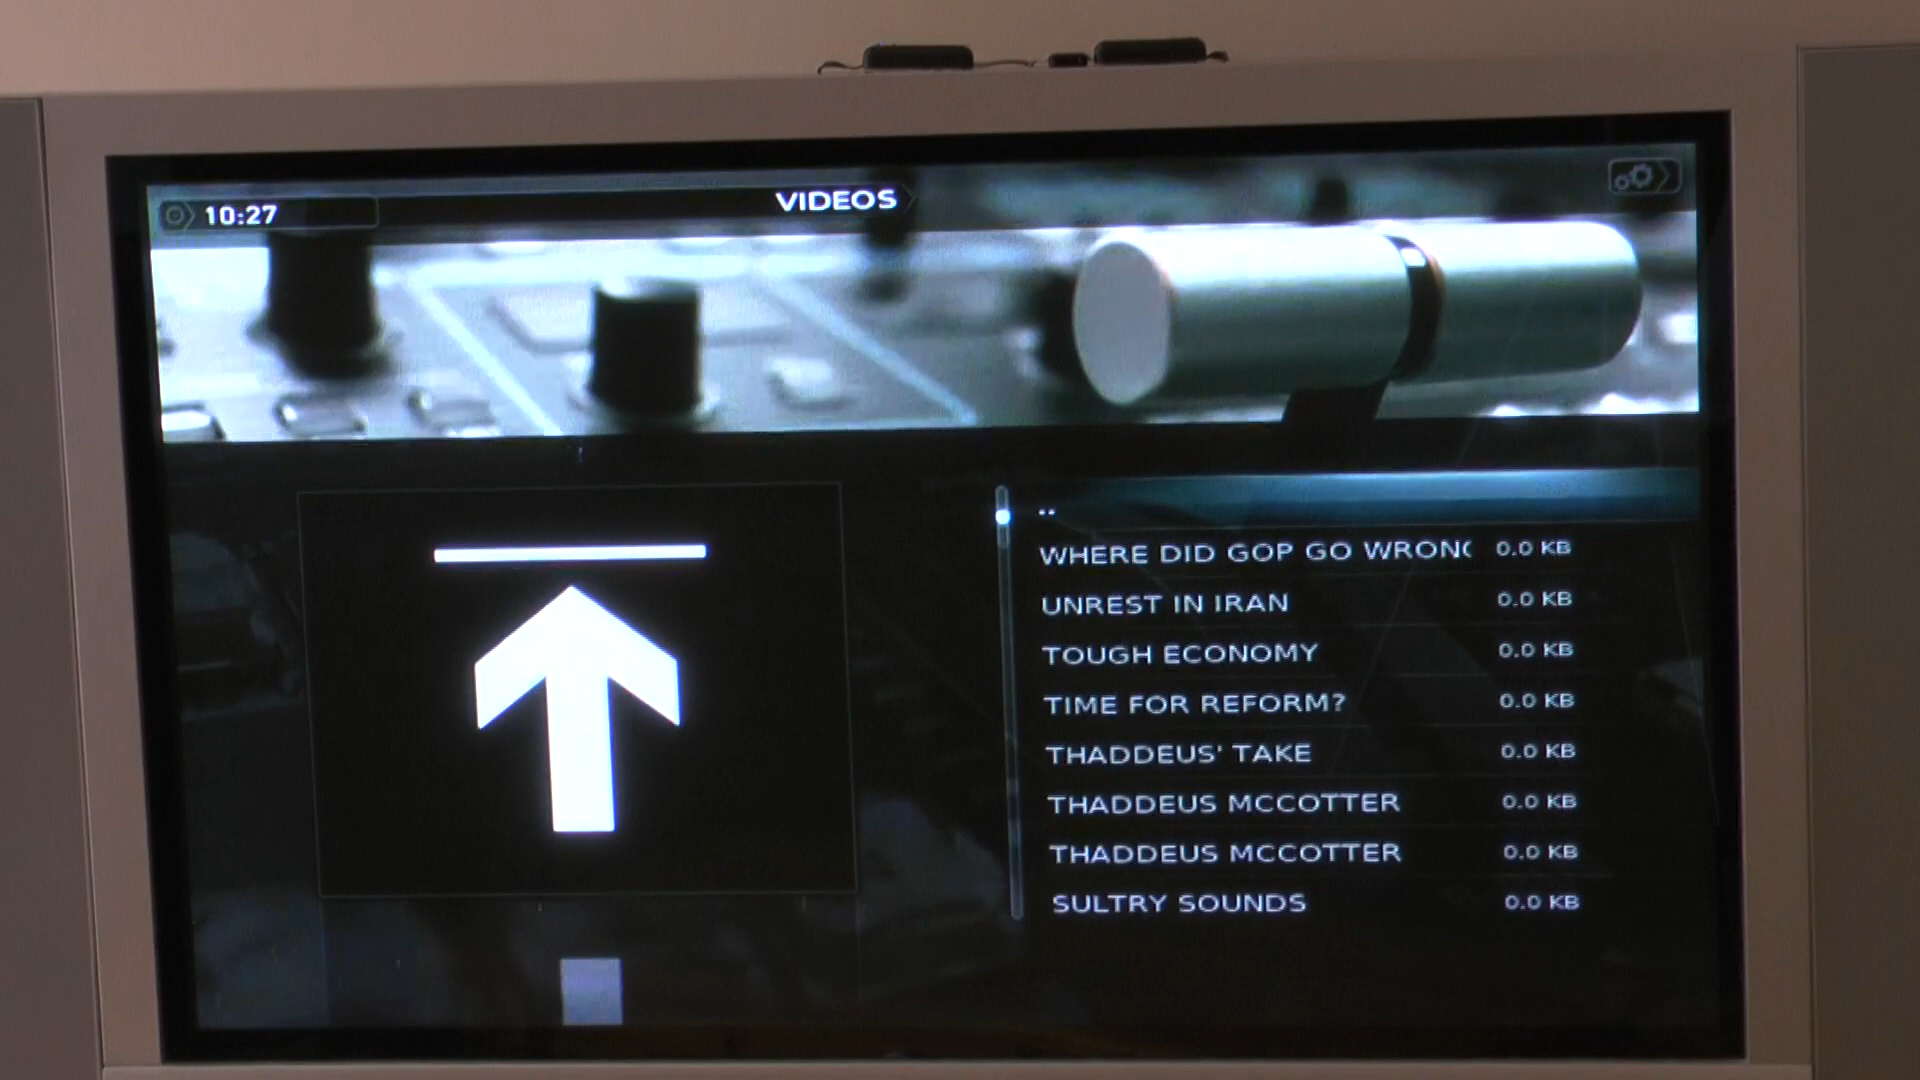 10:27
VIDEOS
..
WHERE DID GOP GO 0.0 KB
UNREST IN IRAN 0.0 KB
TOUGH ECONOMY 0.0 KB
TIME FOR REFORM? 0.0 KB
THADDEUS' TAKE 0.0 KB
THADDEUS MCCOTTER 0.0 KB
THADDEUS MCCOTTER 0.0 KB
SULTRY SOUNDS 0.0 KB